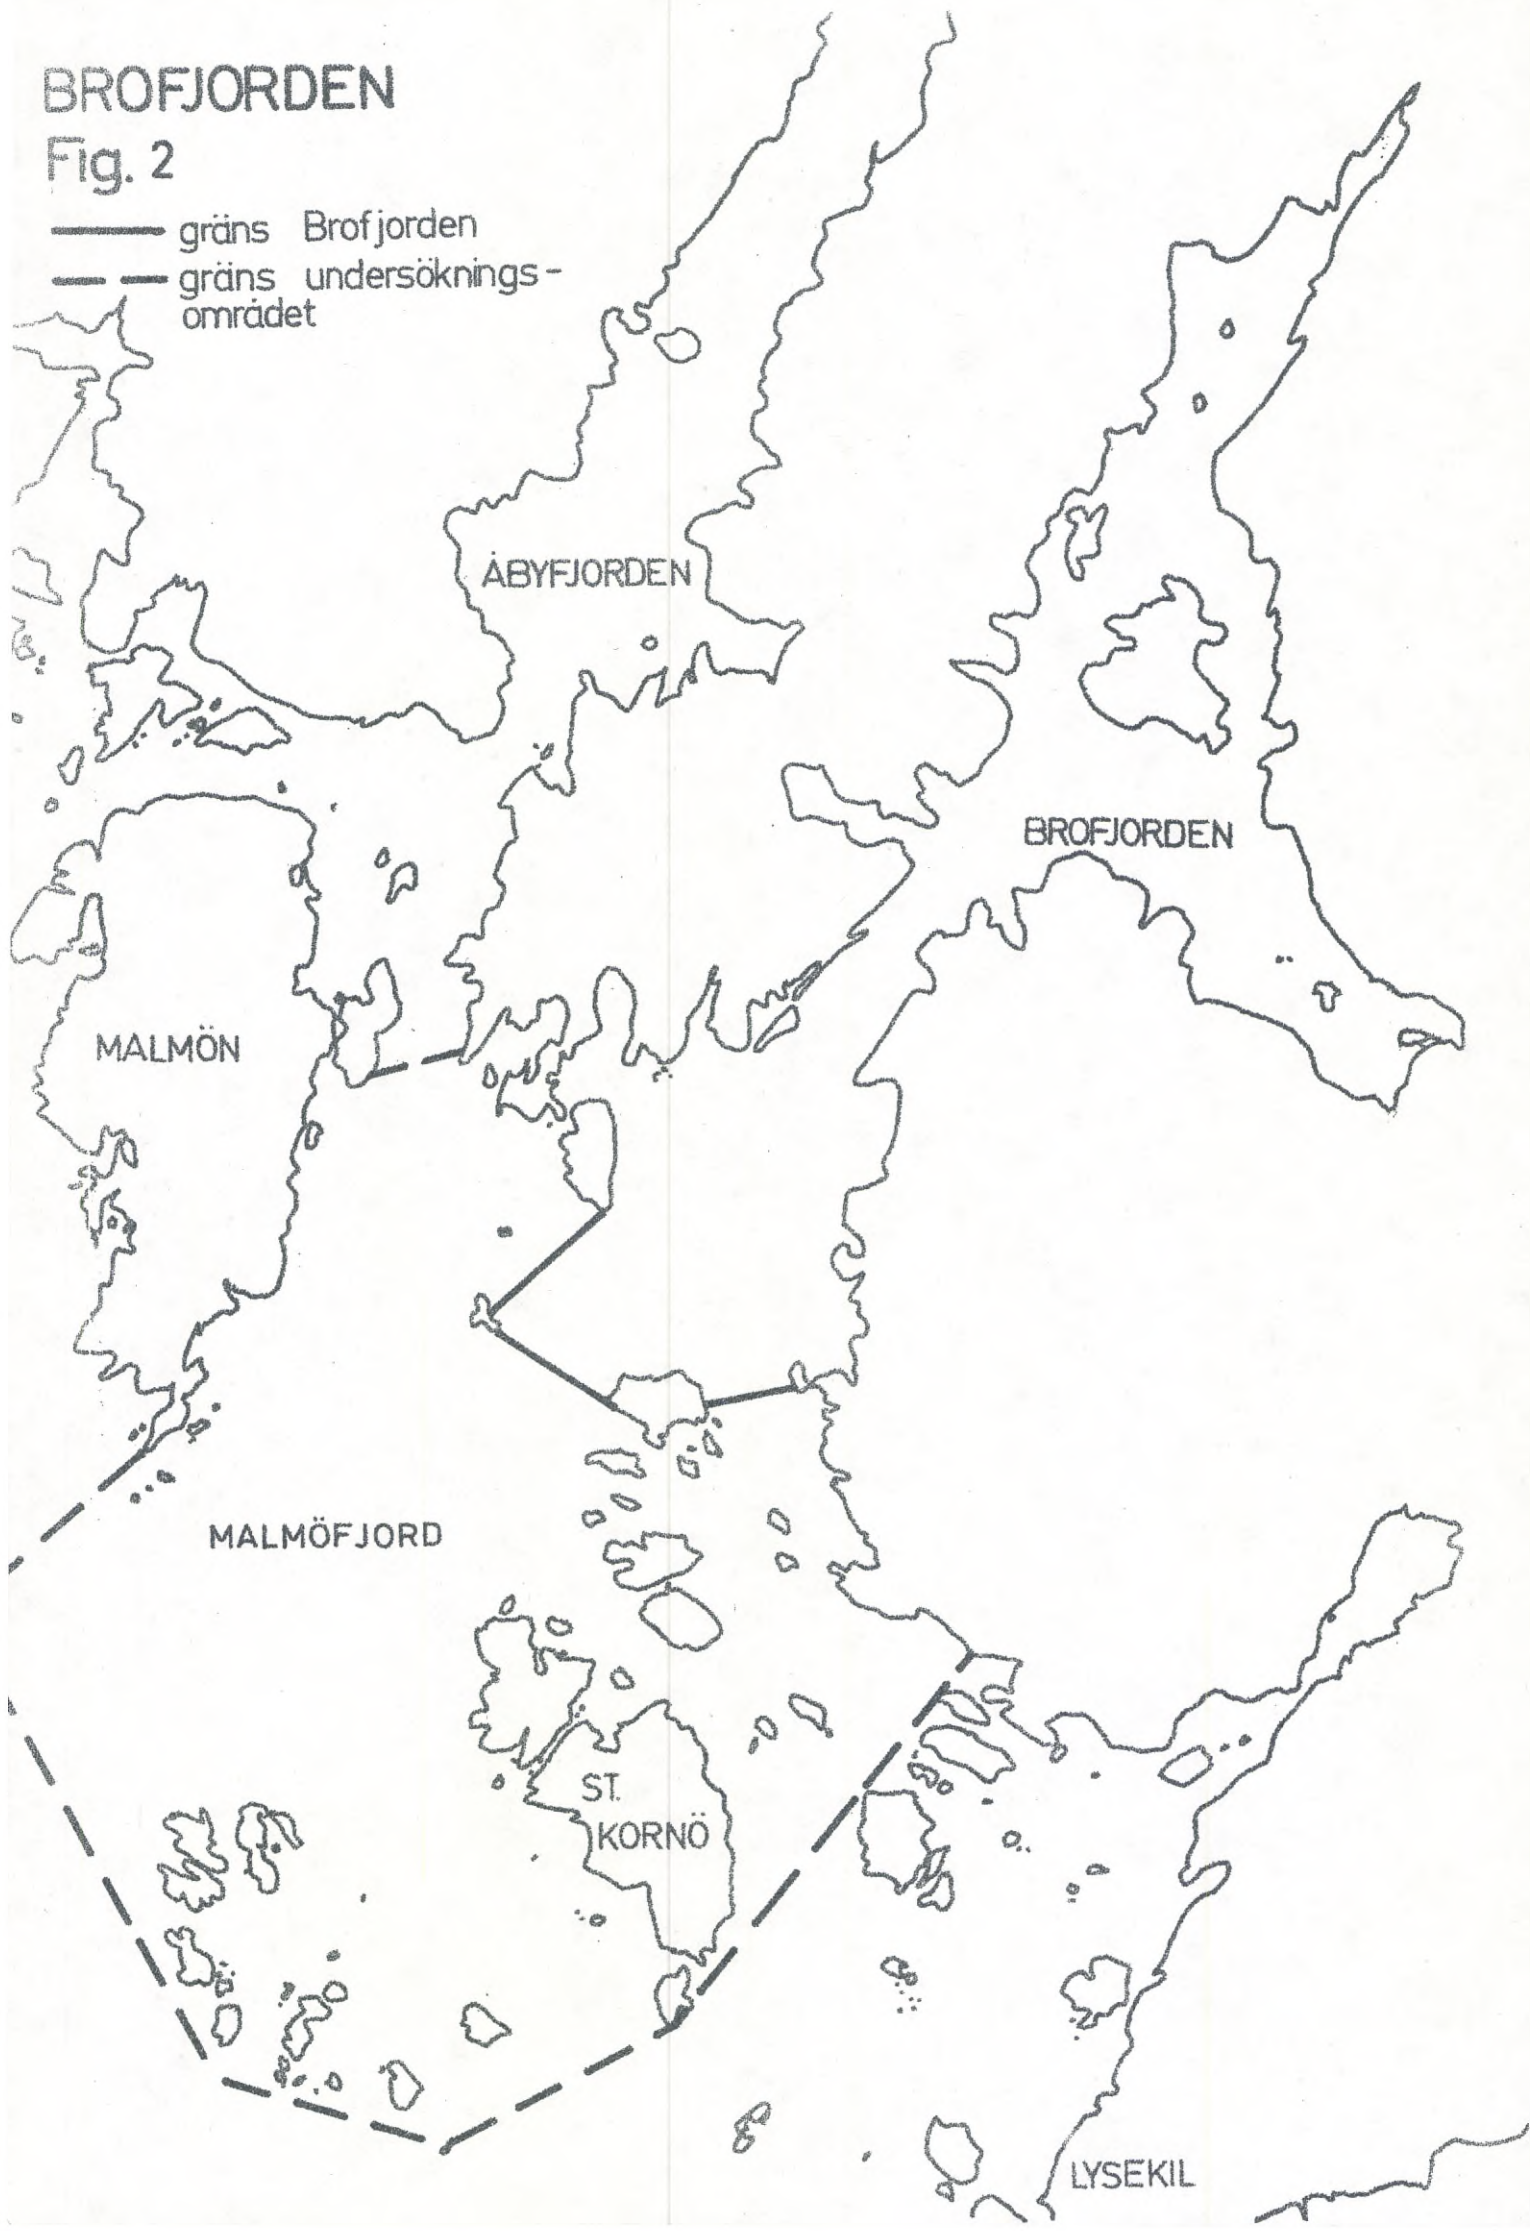 BROFJORDEN
Fig. 2
gräns Brofjorden
gräns undersöknings-
området
ÅBYFJORDEN
BROFJORDEN
MALMÖN
MALMÖFJORD
ST.
KORNÖ
LYSEKIL